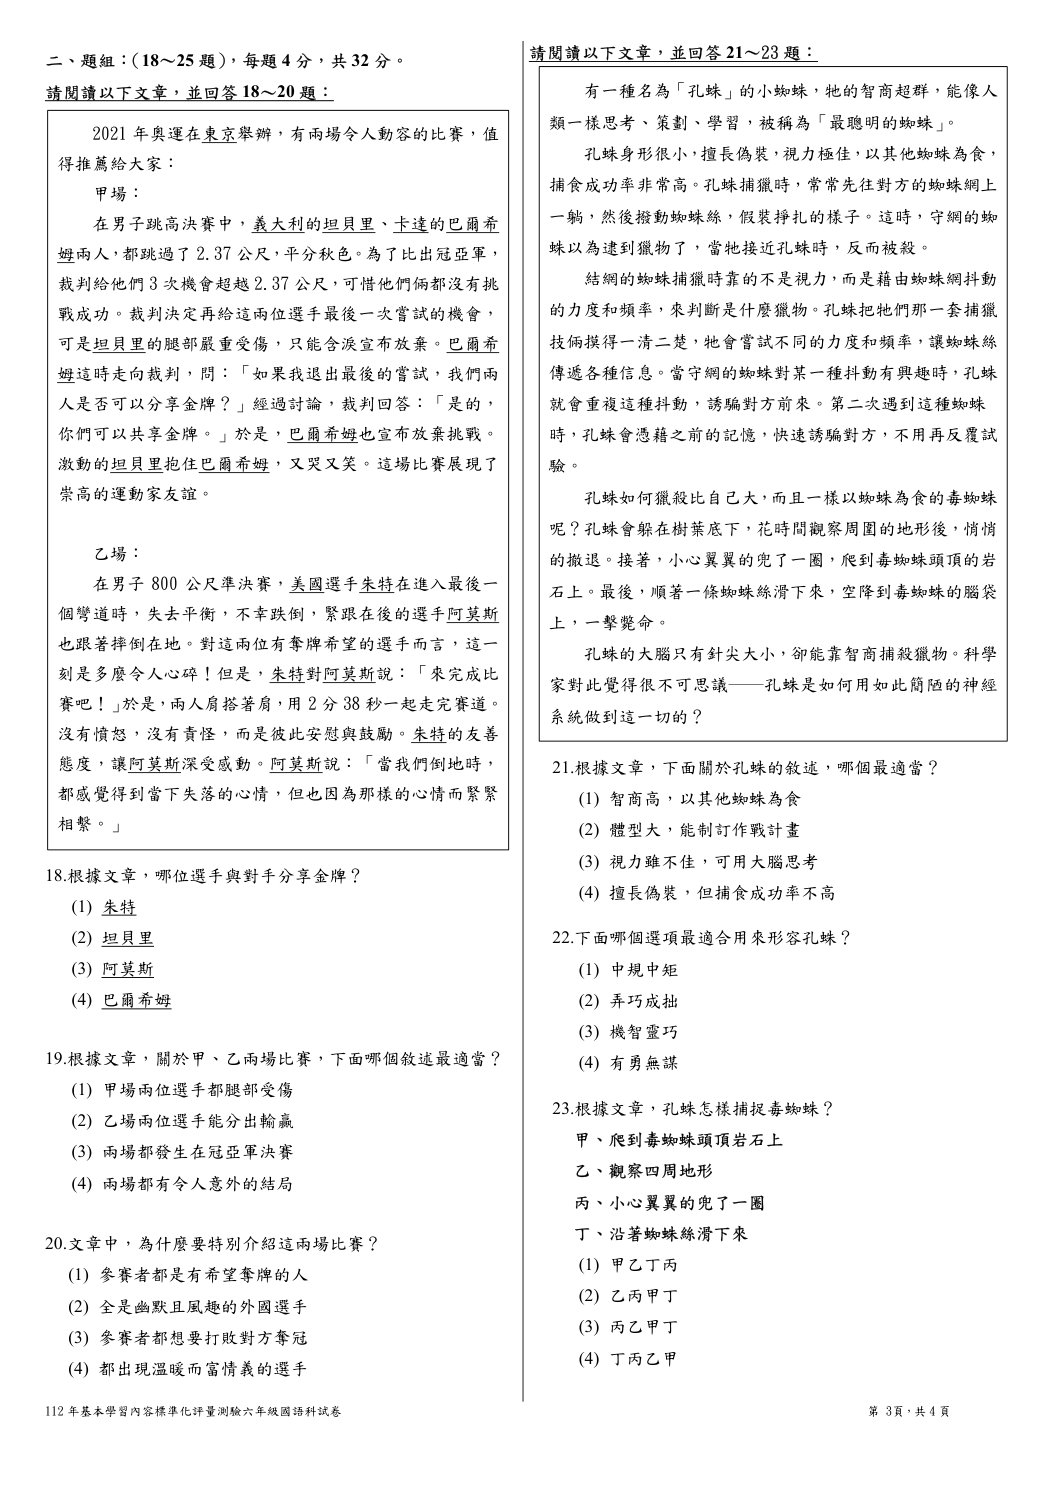 二、題組：（18～25 題），每題 4 分，共 32 分。
請閱讀以下文章，並回答 18～20 題：
2021 年奧運在東京舉辦，有兩場令人動容的比賽，值
得推薦給大家：
甲場：
在男子跳高決賽中，義大利的坦貝里、卡達的巴爾希
姆兩人，都跳過了 2.37 公尺，平分秋色。為了比出冠亞軍，
裁判給他們 3 次機會超越 2.37 公尺，可惜他們倆都沒有挑
戰成功。裁判決定再給這兩位選手最後一次嘗試的機會，
可是坦貝里的腿部嚴重受傷，只能含淚宣布放棄。巴爾希
姆這時走向裁判，問：「如果我退出最後的嘗試，我們兩
人是否可以分享金牌？」經過討論，裁判回答：「是的，
你們可以共享金牌。」於是，巴爾希姆也宣布放棄挑戰。
激動的坦貝里抱住巴爾希姆，又哭又笑。這場比賽展現了
崇高的運動家友誼。
乙場：
在男子 800 公尺準決賽，美國選手朱特在進入最後一
個彎道時，失去平衡，不幸跌倒，緊跟在後的選手阿莫斯
也跟著摔倒在地。對這兩位有奪牌希望的選手而言，這一
刻是多麼令人心碎！但是，朱特對阿莫斯說：「來完成比
賽吧！」於是，兩人肩搭著肩，用 2 分 38 秒一起走完賽道。
沒有憤怒，沒有責怪，而是彼此安慰與鼓勵。朱特的友善
態度，讓阿莫斯深受感動。阿莫斯說：「當我們倒地時，
都感覺得到當下失落的心情，但也因為那樣的心情而緊緊
相繫。」
18.根據文章，哪位選手與對手分享金牌？
(1) 朱特
(2) 坦貝里
(3) 阿莫斯
(4) 巴爾希姆
19.根據文章，關於甲、乙兩場比賽，下面哪個敘述最適當？
(1) 甲場兩位選手都腿部受傷
(2) 乙場兩位選手能分出輸贏
(3) 兩場都發生在冠亞軍決賽
(4) 兩場都有令人意外的結局
20.文章中，為什麼要特別介紹這兩場比賽？
(1) 參賽者都是有希望奪牌的人
(2) 全是幽默且風趣的外國選手
(3) 參賽者都想要打敗對方奪冠
(4) 都出現溫暖而富情義的選手
請閱讀以下文章，並回答 21～23 題：
有一種名為「孔蛛」的小蜘蛛，牠的智商超群，能像人
類一樣思考、策劃、學習，被稱為「最聰明的蜘蛛」。
孔蛛身形很小，擅長偽裝，視力極佳，以其他蜘蛛為食，
捕食成功率非常高。孔蛛捕獵時，常常先往對方的蜘蛛網上
一躺，然後撥動蜘蛛絲，假裝掙扎的樣子。這時，守網的蜘
蛛以為逮到獵物了，當牠接近孔蛛時，反而被殺。
結網的蜘蛛捕獵時靠的不是視力，而是藉由蜘蛛網抖動
的力度和頻率，來判斷是什麼獵物。孔蛛把牠們那一套捕獵
技倆摸得一清二楚，牠會嘗試不同的力度和頻率，讓蜘蛛絲
傳遞各種信息。當守網的蜘蛛對某一種抖動有興趣時，孔蛛
就會重複這種抖動，誘騙對方前來。第二次遇到這種蜘蛛
時，孔蛛會憑藉之前的記憶，快速誘騙對方，不用再反覆試
驗。
孔蛛如何獵殺比自己大，而且一樣以蜘蛛為食的毒蜘蛛
呢？孔蛛會躲在樹葉底下，花時間觀察周圍的地形後，悄悄
的撤退。接著，小心翼翼的兜了一圈，爬到毒蜘蛛頭頂的岩
石上。最後，順著一條蜘蛛絲滑下來，空降到毒蜘蛛的腦袋
上，一擊斃命。
孔蛛的大腦只有針尖大小，卻能靠智商捕殺獵物。科學
家對此覺得很不可思議——孔蛛是如何用如此簡陋的神經
系統做到這一切的？
21.根據文章，下面關於孔蛛的敘述，哪個最適當？
(1) 智商高，以其他蜘蛛為食
(2) 體型大，能制訂作戰計畫
(3) 視力雖不佳，可用大腦思考
(4) 擅長偽裝，但捕食成功率不高
22.下面哪個選項最適合用來形容孔蛛？
(1) 中規中矩
(2) 弄巧成拙
(3) 機智靈巧
(4) 有勇無謀
23.根據文章，孔蛛怎樣捕捉毒蜘蛛？
甲、爬到毒蜘蛛頭頂岩石上
乙、觀察四周地形
丙、小心翼翼的兜了一圈
丁、沿著蜘蛛絲滑下來
(1) 甲乙丁丙
(2) 乙丙甲丁
(3) 丙乙甲丁
(4) 丁丙乙甲
112 年基本學習內容標準化評量測驗六年級國語科試卷
第 3頁，共 4 頁